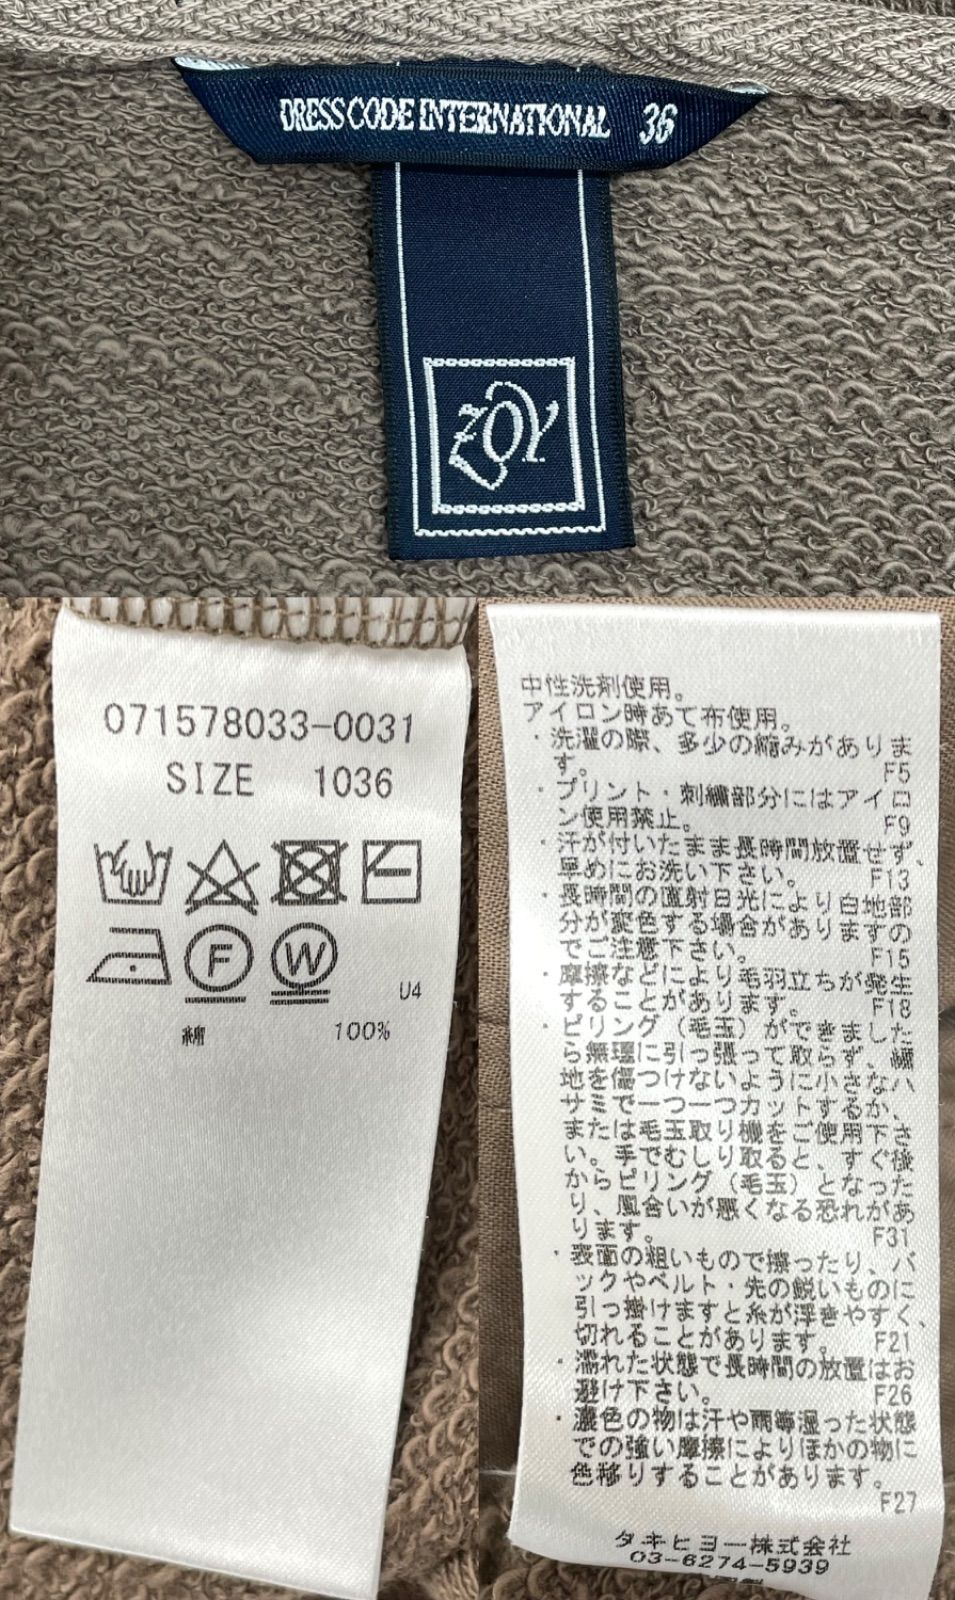 DRESS CODE INTERNATIONAL 36
ZOY
071578033-0031
SIZE 1036
F W
U4
綿 100%
中性洗剤使用。
アイロン時あて布使用。
・洗濯の際、多少の縮みがありま
す。 F5
・プリント・刺繍部分にはアイロ
ン使用禁止。 F9
・汗が付いたまま長時間放置せず、
早めにお洗い下さい。 F13
・長時間の直射日光により白地部
分が変色する場合がありますの
でご注意下さい。 F15
・摩擦などにより毛羽立ちが発生
することがあります。 F18
・ピリング（毛玉）ができました
ら無理に引っ張って取らず、編
地を傷つけないように小さなハ
サミで一つ一つカットするか、
または毛玉取り機をご使用下さ
い。手でむしり取ると、すぐ後
からピリング（毛玉）となった
り、風合いが悪くなる恐れがあ
ります。 F31
・表面の粗いもので擦ったり、バ
ックやベルト・先の鋭いものに
引っ掛けますと糸が浮きやすく、
切れることがあります。 F21
・濡れた状態で長時間の放置はお
避け下さい。 F26
・濃色の物は汗や雨等湿った状態
での強い摩擦によりほかの物に
色移りすることがあります。
F27
タキヒヨー株式会社
03-6274-5939